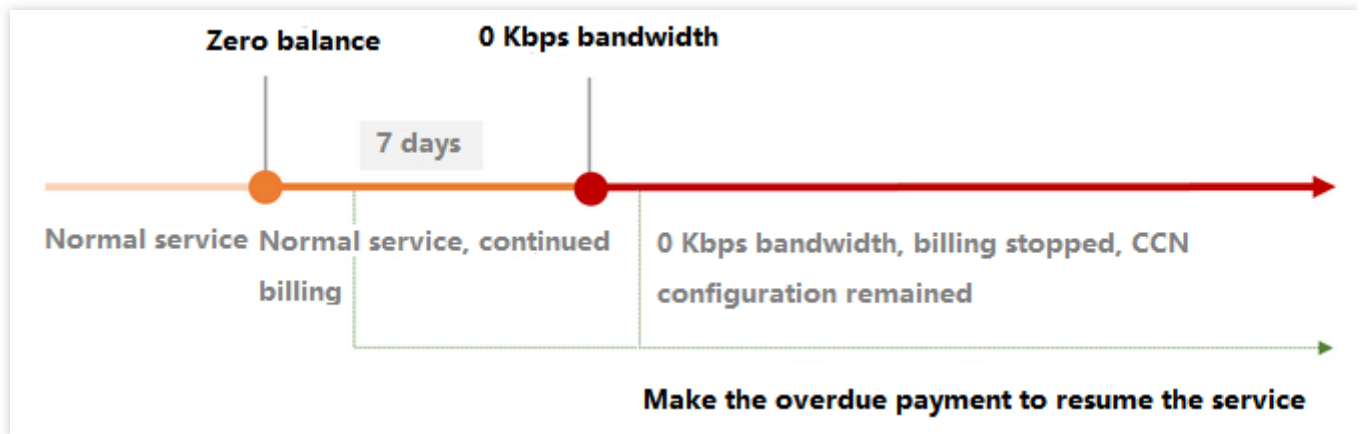 Zero balance
0 Kbps bandwidth
7 days
Normal service
Normal service, continued
billing
0 Kbps bandwidth, billing stopped, CCN
configuration remained
Make the overdue payment to resume the service